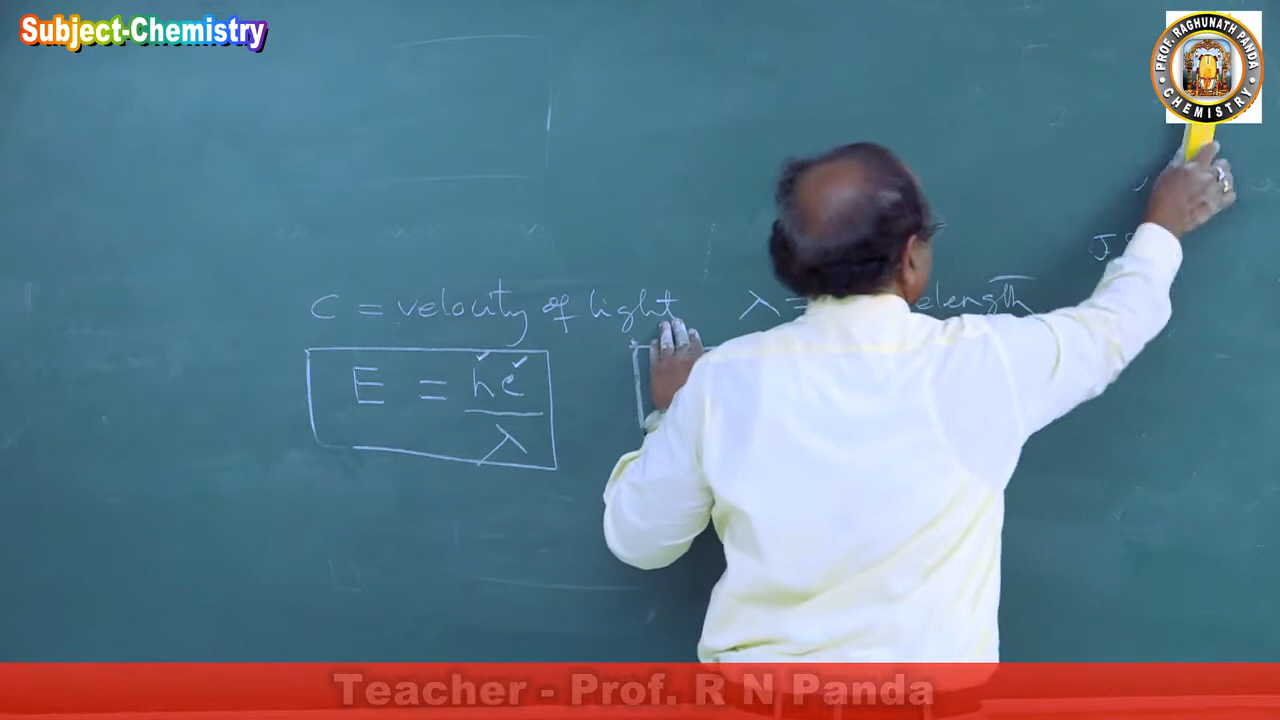 Subject-Chemistry
PROF. RAGHUNATH PANDA
CHEMISTRY
J
C = velocity of light λ =
E = hc
λ
Teacher - Prof. R N Panda